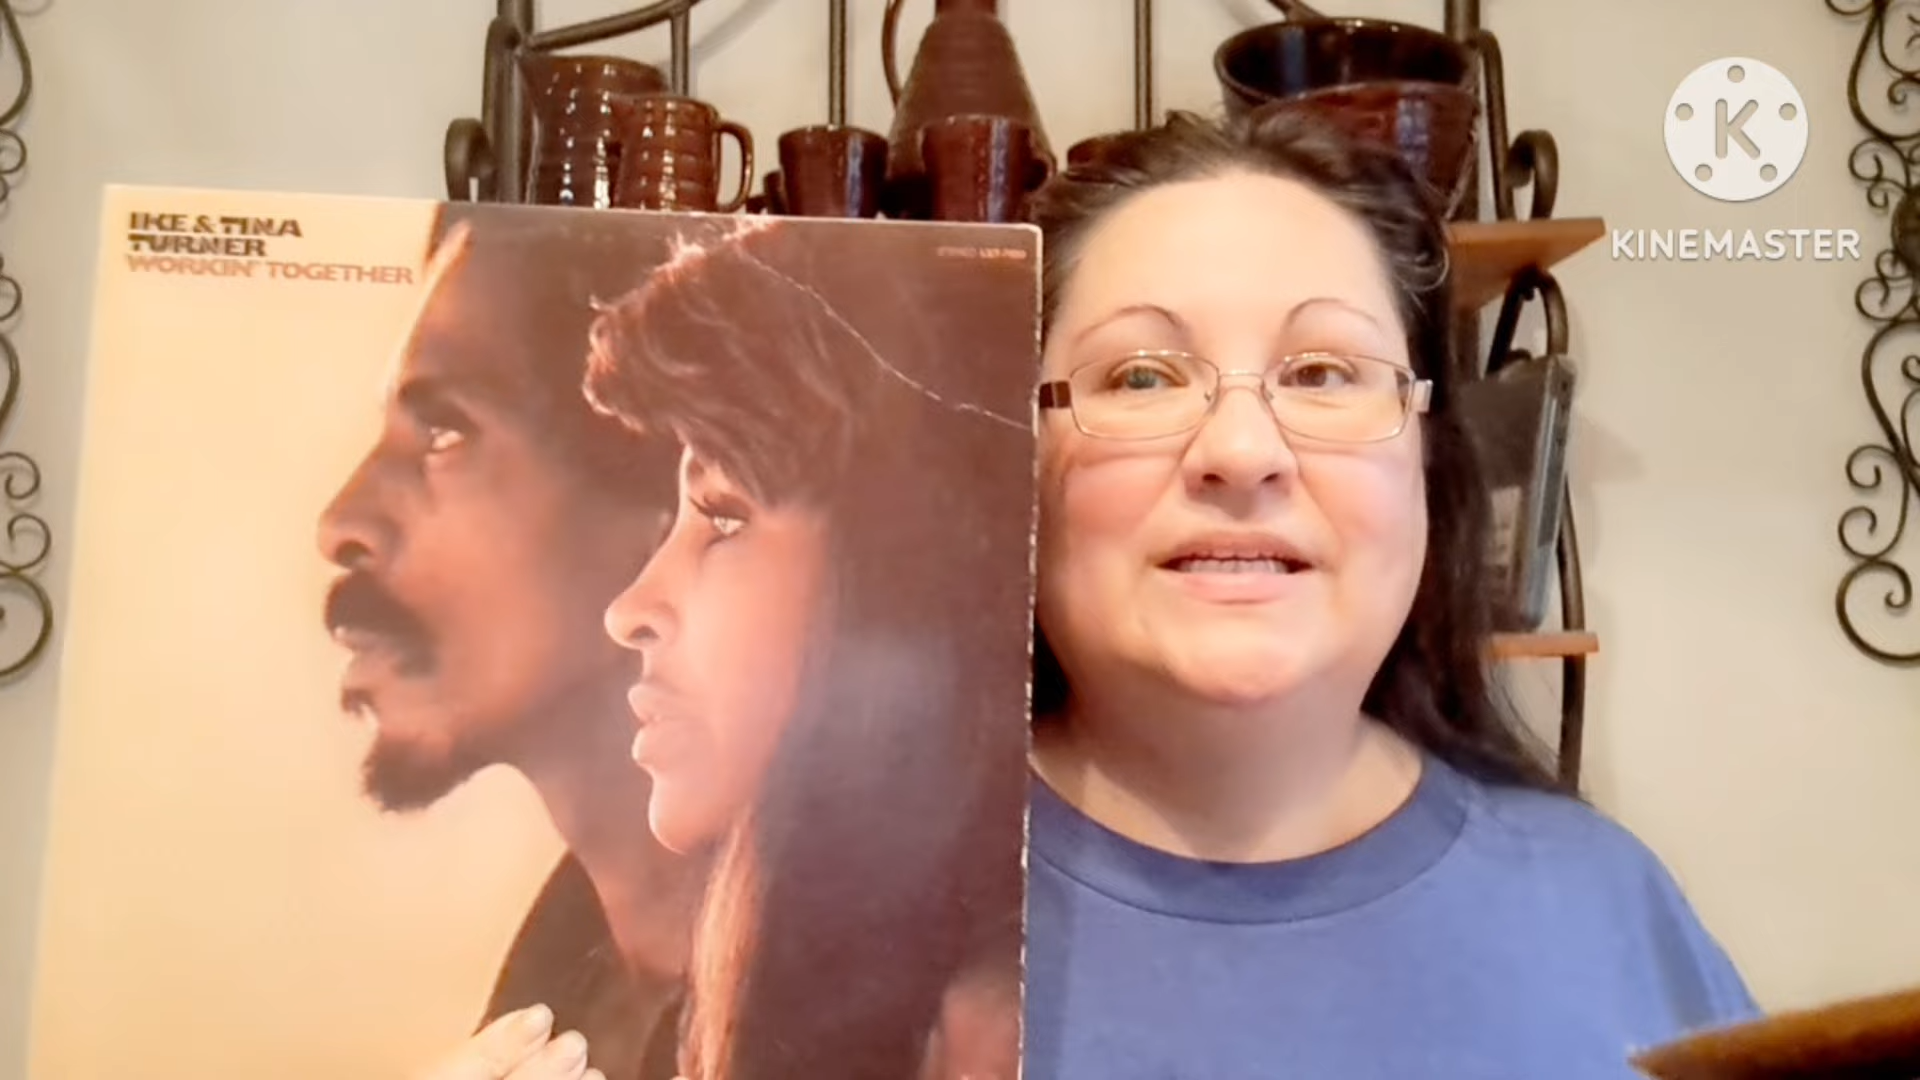 IKE & TINA
TURNER
WORKIN' TOGETHER
STEREO
K
KINEMASTER